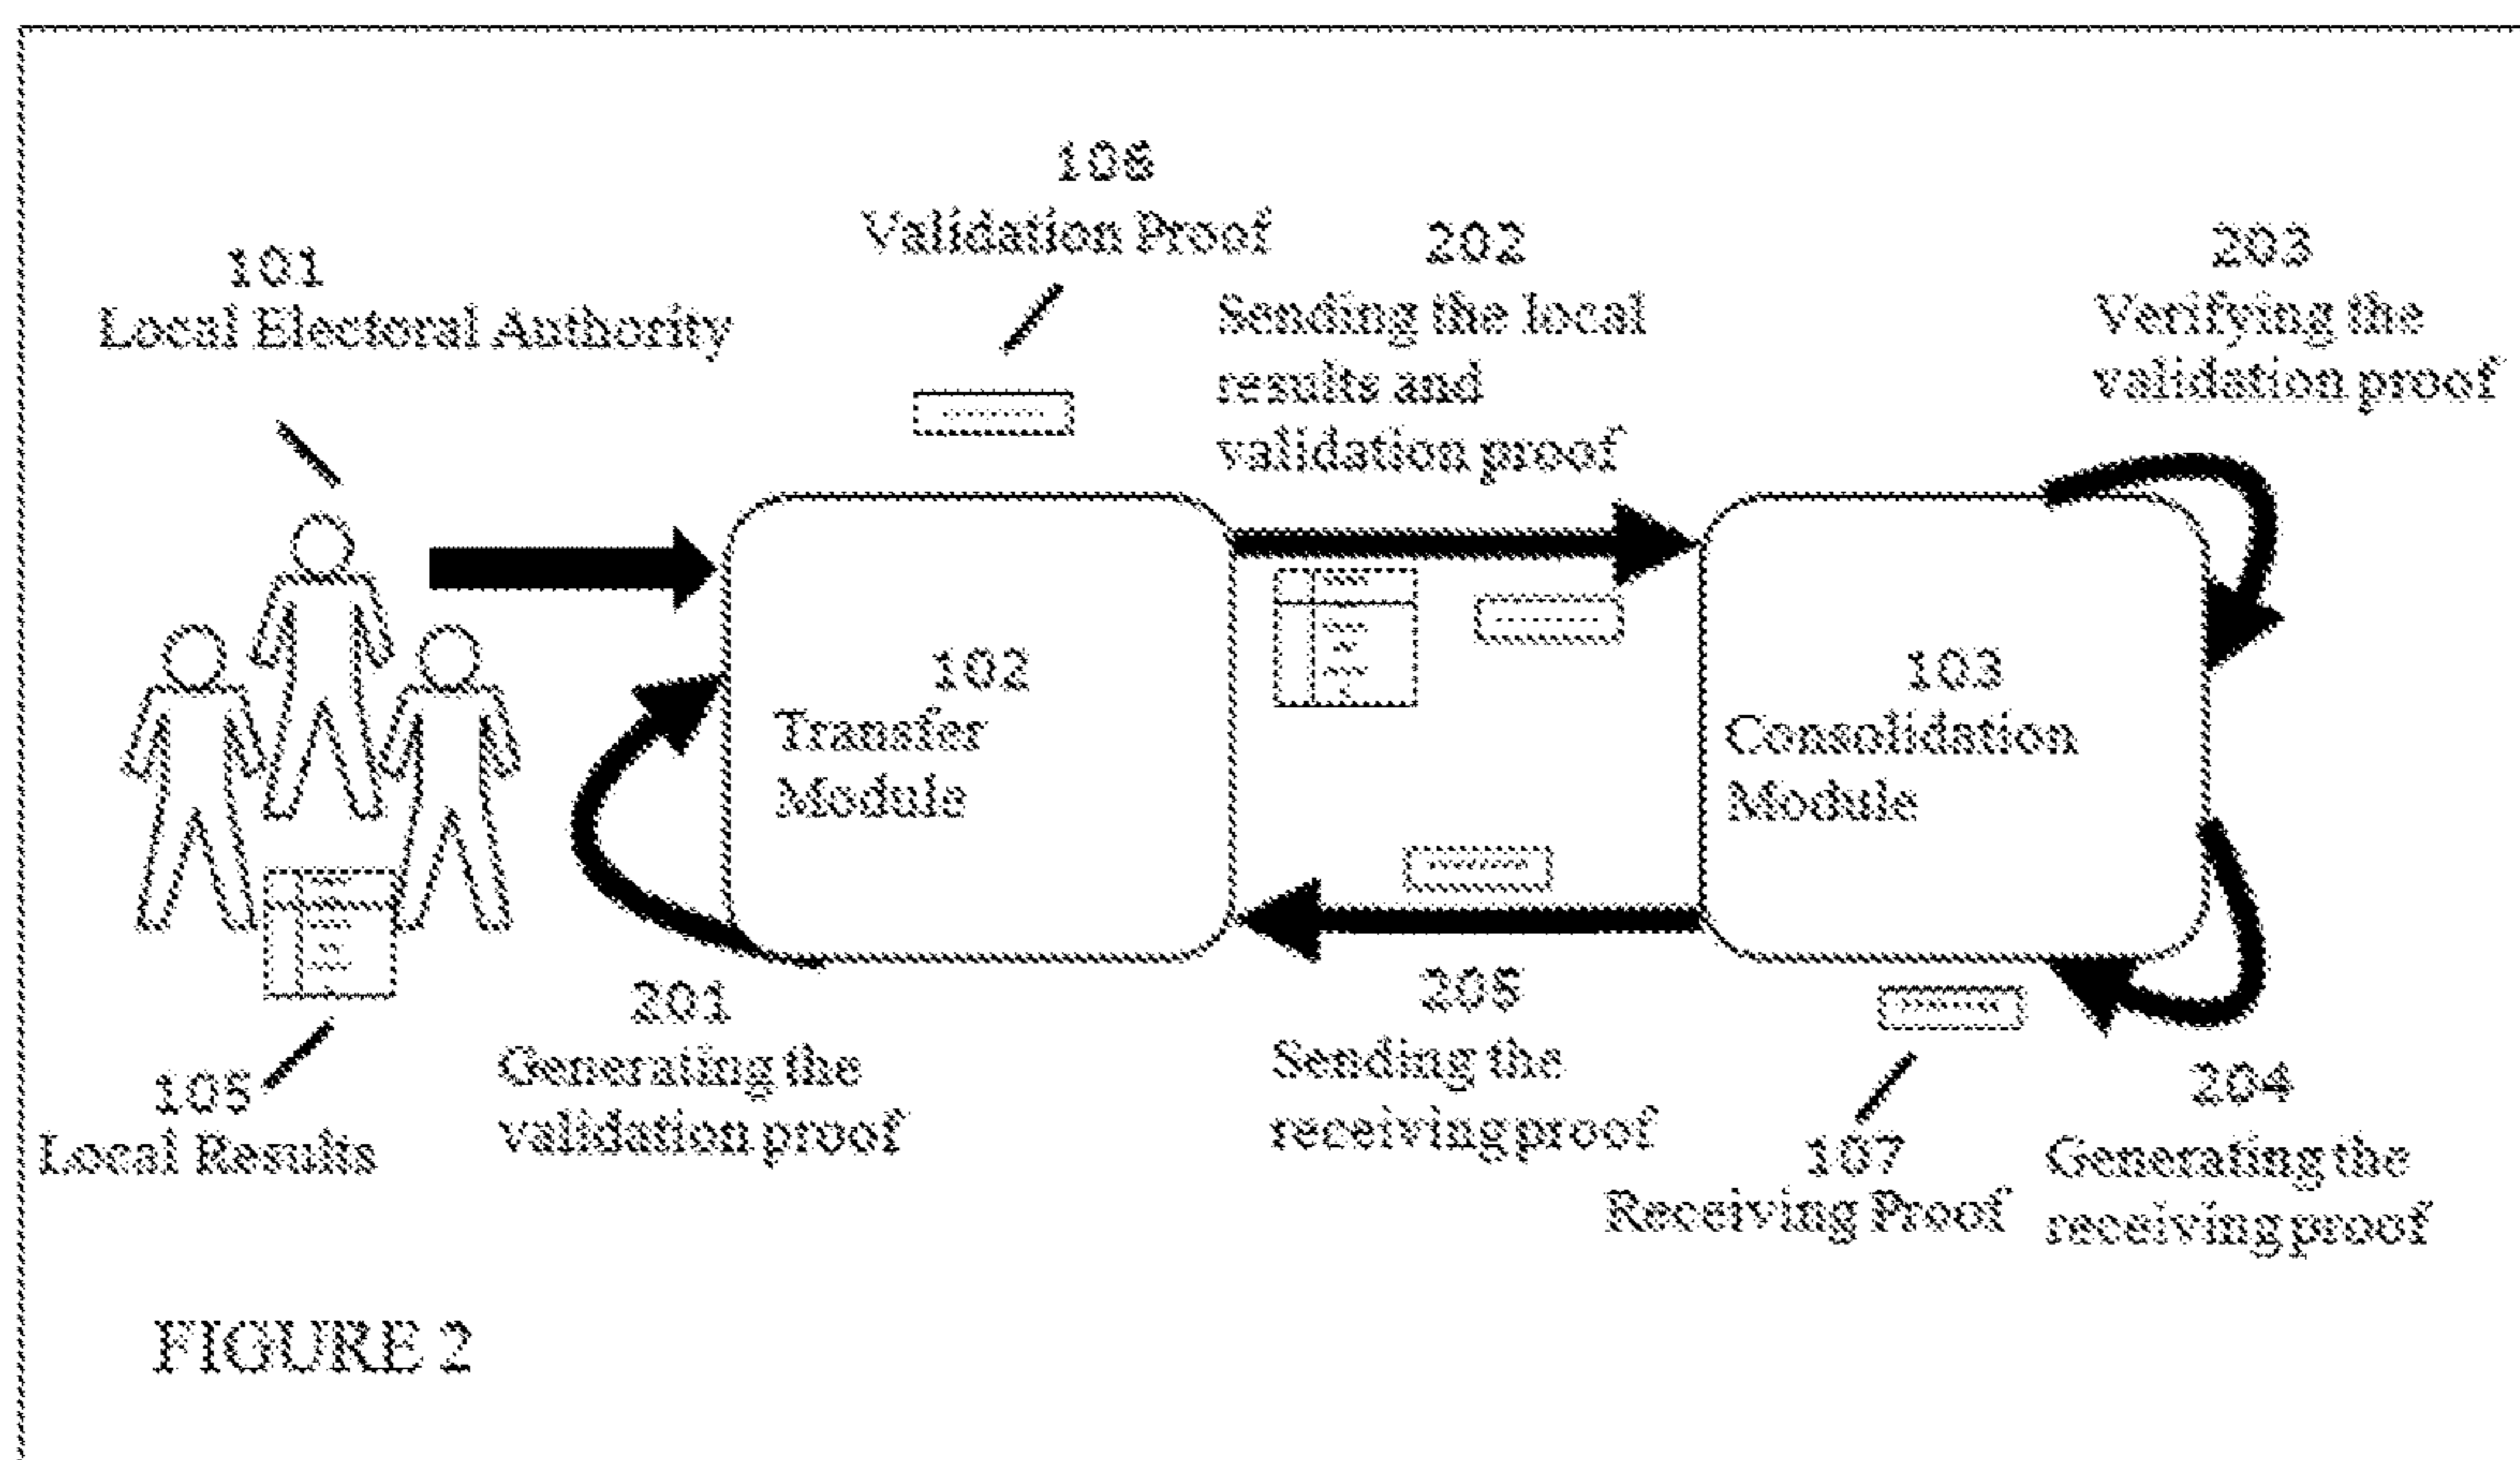 106
Validation Proof
101
Local Electoral Authority
202
Sending the local
results and
validation proof
203
Verifying the
validation proof
102
Transfer
Module
103
Consolidation
Module
201
Generating the
validation proof
205
Sending the
receiving proof
105
Local Results
107
Receiving Proof
204
Generating the
receiving proof
FIGURE 2